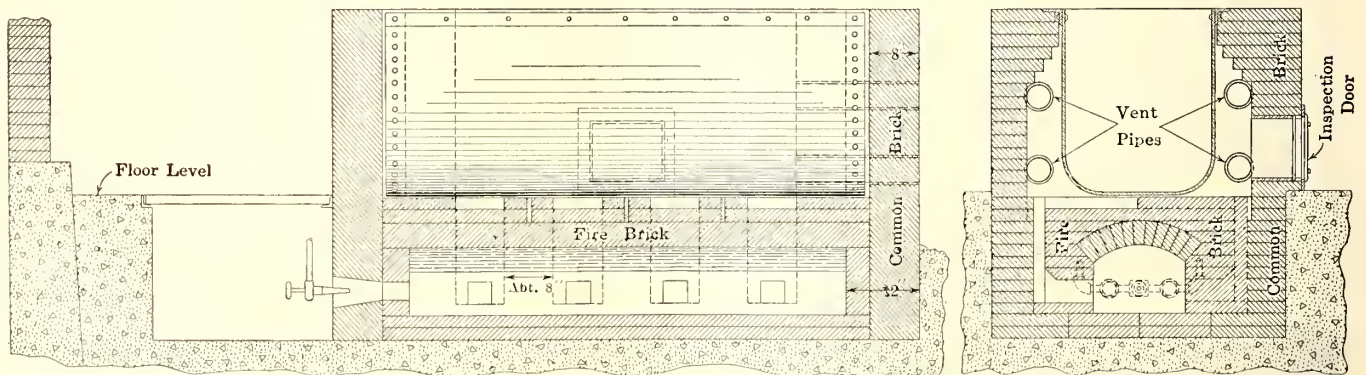 Floor Level
Fire Brick
Abt. 8"
8
Brick
Common
12
Vent
Pipes
Fire
Brick
Brick
Common
Inspection
Door